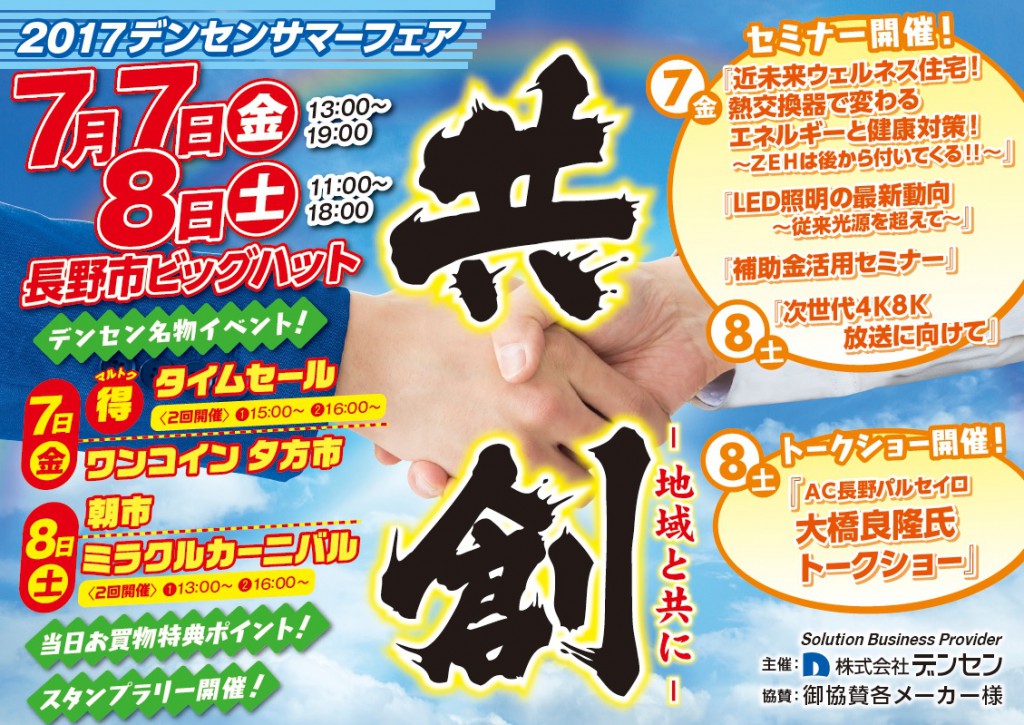 2017デンセンサマーフェア
7月7日㊎ 13:00～19:00
8日㊏ 11:00～18:00
長野市ビッグハット
デンセン名物イベント!
7日㊎
マルトク
得 タイムセール
〈2回開催〉❶15:00～ ❷16:00～
ワンコイン 夕方市
8日㊏
朝市
ミラクルカーニバル
〈2回開催〉❶13:00～ ❷16:00～
当日お買物特典ポイント!
スタンプラリー開催!
共創
－地域と共に－
セミナー開催!
7㊎
『近未来ウェルネス住宅!
熱交換器で変わる
エネルギーと健康対策!
～ZEHは後から付いてくる!!～』
『LED照明の最新動向
～従来光源を超えて～』
『補助金活用セミナー』
8㊏
『次世代4K8K
放送に向けて』
8㊏
トークショー開催!
『AC長野パルセイロ
大橋良隆氏
トークショー』
Solution Business Provider
主催: 株式会社 デンセン
協賛: 御協賛各メーカー様